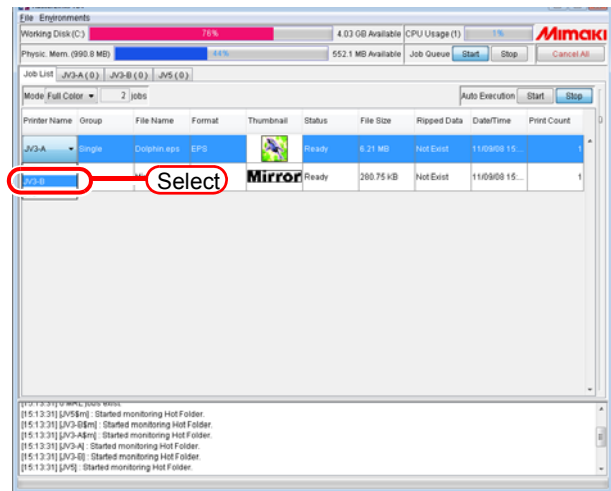 File Environments
Working Disk (C:) 76% 4.03 GB Available CPU Usage (1) 1% Mimaki
Physic. Mem. (990.8 MB) 44% 552.1 MB Available Job Queue Start Stop Cancel All
Job List JV3-A ( 0 ) JV3-B ( 0 ) JV5 ( 0 )
Mode Full Color 2 jobs Auto Execution Start Stop
Printer Name Group File Name Format Thumbnail Status File Size Ripped Data Date/Time Print Count
JV3-A Single Dolphin.eps EPS Ready 6.21 MB Not Exist 11/09/08 15:... 1
JV3-B Select Mirror Ready 280.75 KB Not Exist 11/09/08 15:... 1
[15:13:31] 0 MRL jobs exist.
[15:13:31] [JV5$m] : Started monitoring Hot Folder.
[15:13:31] [JV3-B$m] : Started monitoring Hot Folder.
[15:13:31] [JV3-A$m] : Started monitoring Hot Folder.
[15:13:31] [JV3-A] : Started monitoring Hot Folder.
[15:13:31] [JV3-B] : Started monitoring Hot Folder.
[15:13:31] [JV5] : Started monitoring Hot Folder.